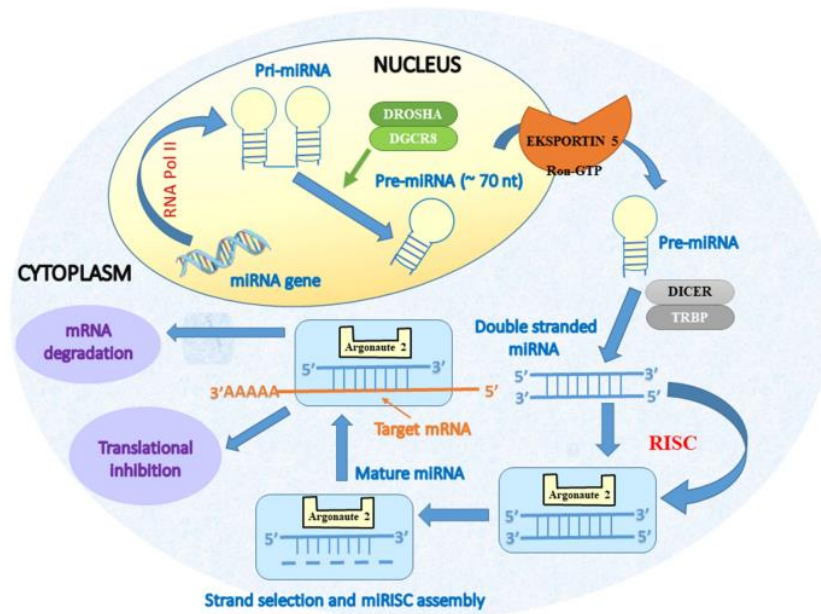 NUCLEUS
Pri-miRNA
DROSHA
DGCR8
EKSPORTIN 5
Ron-GTP
RNA Pol II
Pre-miRNA (~ 70 nt)
miRNA gene
CYTOPLASM
Pre-miRNA
DICER
TRBP
Double stranded
miRNA
5’ 3’
3’ 5’
RISC
mRNA
degradation
Argonaute 2
5’ 3’
3’AAAAA 5’
Target mRNA
Translational
inhibition
Mature miRNA
Argonaute 2
5’ 3’
Argonaute 2
5’ 3’
3’ 5’
Strand selection and miRISC assembly